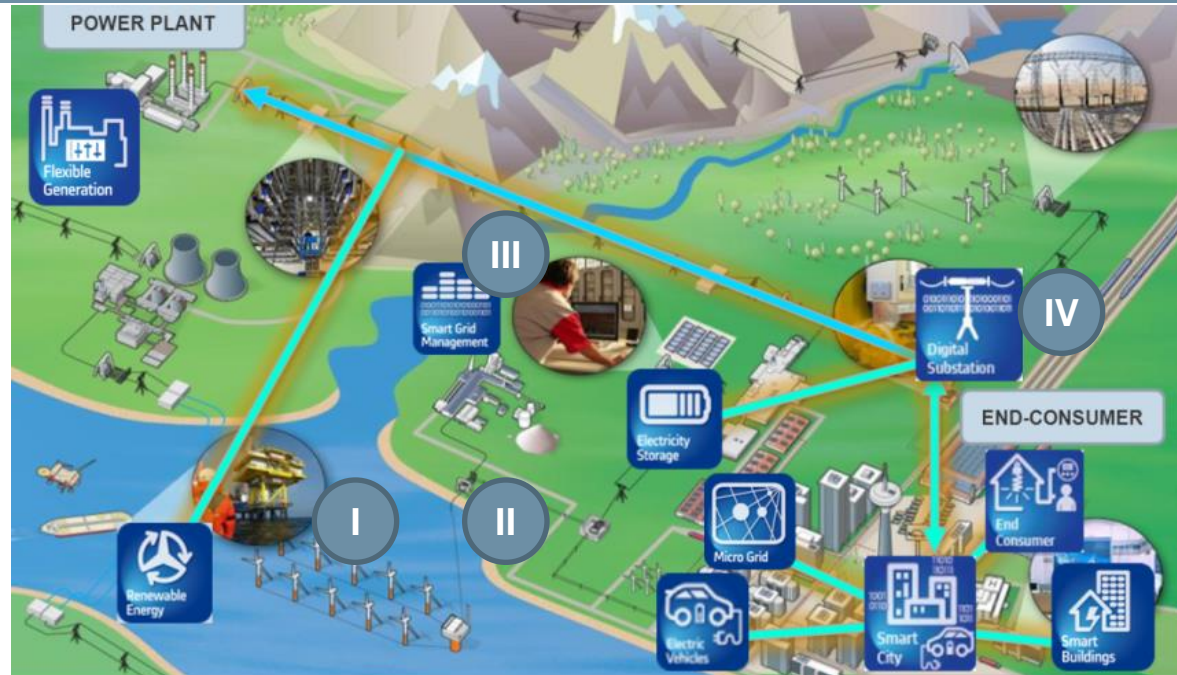 POWER PLANT
Flexible
Generation
III
Smart Grid
Management
IV
Digital
Substation
END-CONSUMER
Electricity
Storage
End
Consumer
Micro Grid
I
II
Renewable
Energy
Electric
Vehicles
Smart
City
Smart
Buildings